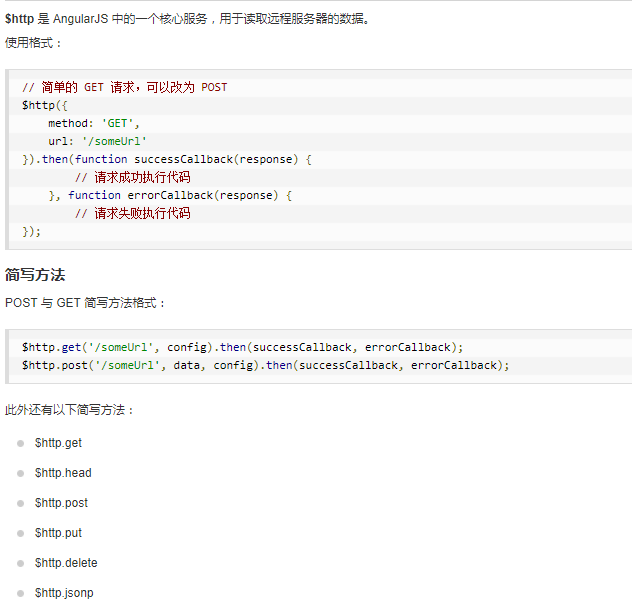 $http 是 AngularJS 中的一个核心服务，用于读取远程服务器的数据。
使用格式：
// 简单的 GET 请求，可以改为 POST
$http({
    method: 'GET',
    url: '/someUrl'
}).then(function successCallback(response) {
        // 请求成功执行代码
    }, function errorCallback(response) {
        // 请求失败执行代码
});
简写方法
POST 与 GET 简写方法格式：
$http.get('/someUrl', config).then(successCallback, errorCallback);
$http.post('/someUrl', data, config).then(successCallback, errorCallback);
此外还有以下简写方法：
$http.get
$http.head
$http.post
$http.put
$http.delete
$http.jsonp